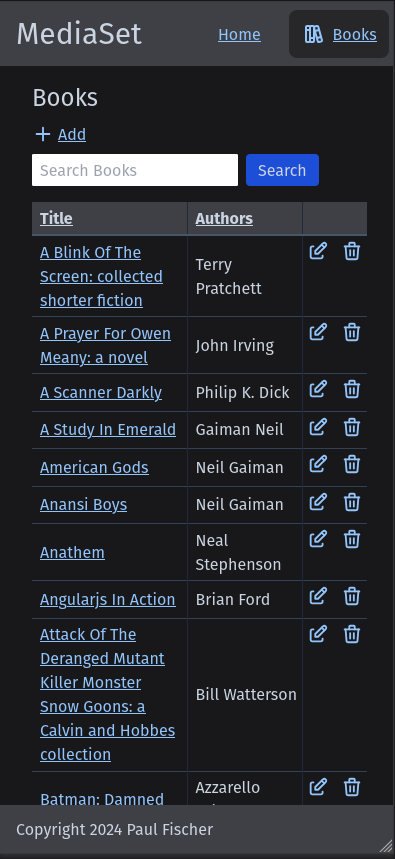 MediaSet
Home
Books
Books
Add
Search Books
Search
Title
Authors
A Blink Of The
Screen: collected
shorter fiction
Terry
Pratchett
A Prayer For Owen
Meany: a novel
John Irving
A Scanner Darkly
Philip K. Dick
A Study In Emerald
Gaiman Neil
American Gods
Neil Gaiman
Anansi Boys
Neil Gaiman
Anathem
Neal
Stephenson
Angularjs In Action
Brian Ford
Attack Of The
Deranged Mutant
Killer Monster
Snow Goons: a
Calvin and Hobbes
collection
Bill Watterson
Batman: Damned
Azzarello
Copyright 2024 Paul Fischer